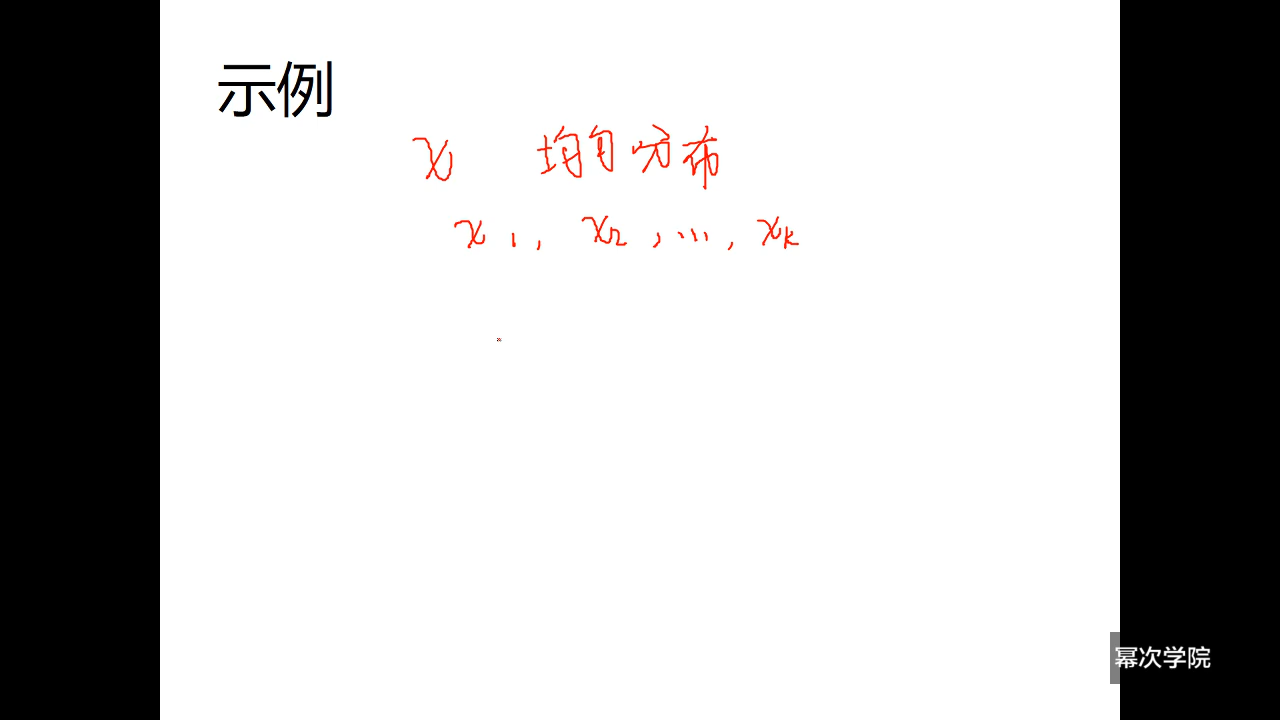 示例
x 均匀分布
x₁, x₂, ..., xₖ
幂次学院